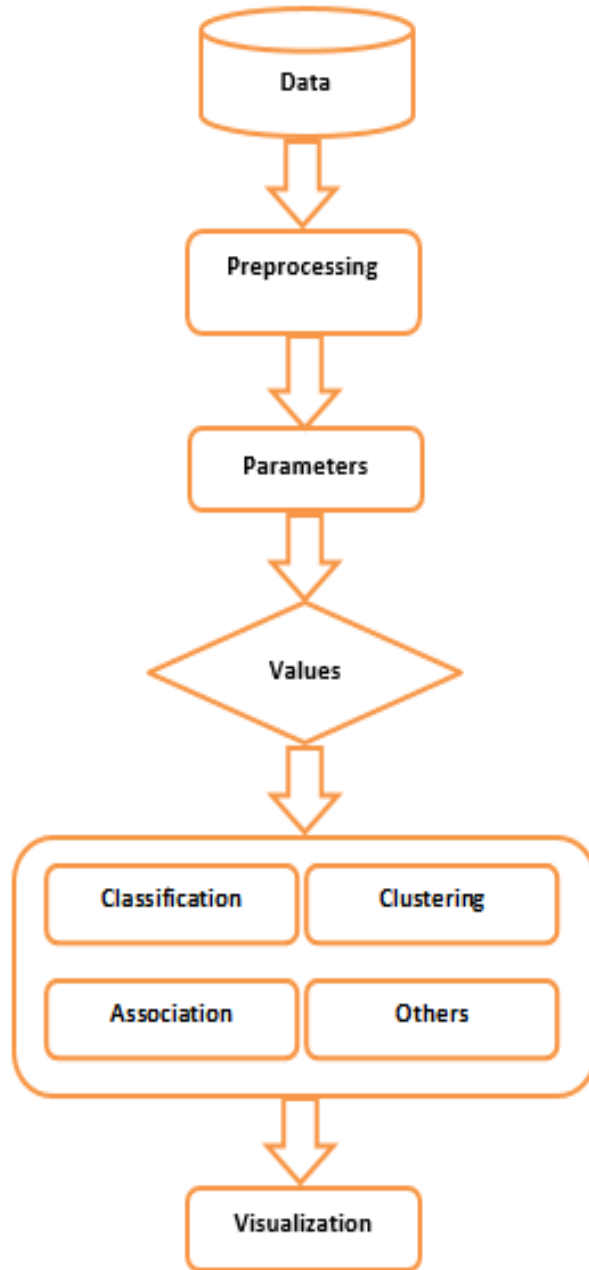 Data
Preprocessing
Parameters
Values
Classification
Clustering
Association
Others
Visualization